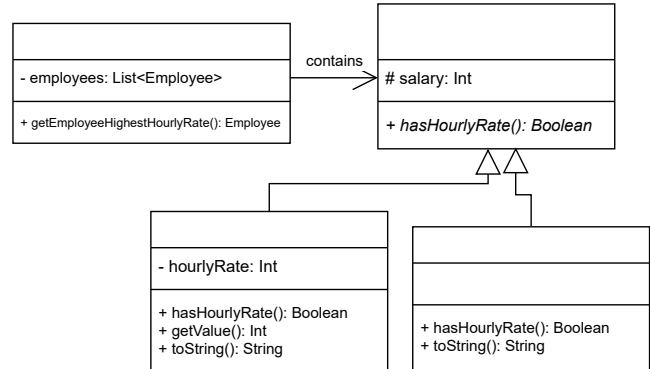 - employees: List<Employee>
+ getEmployeeHighestHourlyRate(): Employee
contains
# salary: Int
+ hasHourlyRate(): Boolean
- hourlyRate: Int
+ hasHourlyRate(): Boolean
+ getValue(): Int
+ toString(): String
+ hasHourlyRate(): Boolean
+ toString(): String